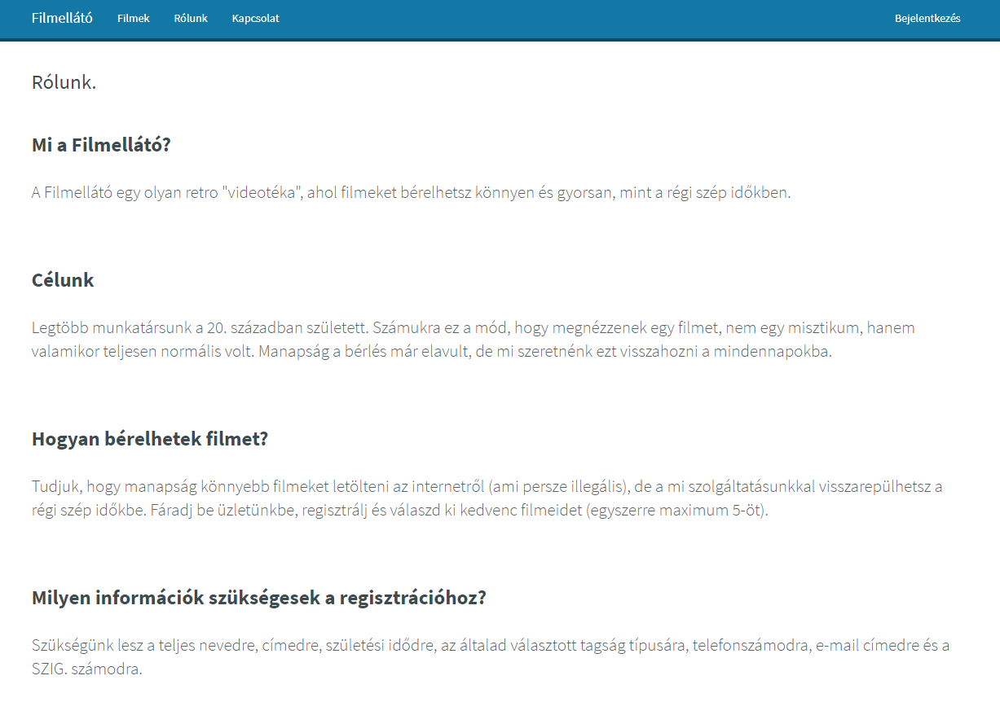 Filmellátó Filmek Rólunk Kapcsolat Bejelentkezés
Rólunk.
Mi a Filmellátó?
A Filmellátó egy olyan retro "videotéka", ahol filmeket bérelhetsz könnyen és gyorsan, mint a régi szép időkben.
Célunk
Legtöbb munkatársunk a 20. században született. Számukra ez a mód, hogy megnézzenek egy filmet, nem egy misztikum, hanem
valamikor teljesen normális volt. Manapság a bérlés már elavult, de mi szeretnénk ezt visszahozni a mindennapokba.
Hogyan bérelhetek filmet?
Tudjuk, hogy manapság könnyebb filmeket letölteni az internetről (ami persze illegális), de a mi szolgáltatásunkkal visszarepülhetsz a
régi szép időkbe. Fáradj be üzletünkbe, regisztrálj és válaszd ki kedvenc filmeidet (egyszerre maximum 5-öt).
Milyen információk szükségesek a regisztrációhoz?
Szükségünk lesz a teljes nevedre, címedre, születési idődre, az általad választott tagság típusára, telefonszámodra, e-mail címedre és a
SZIG. számodra.